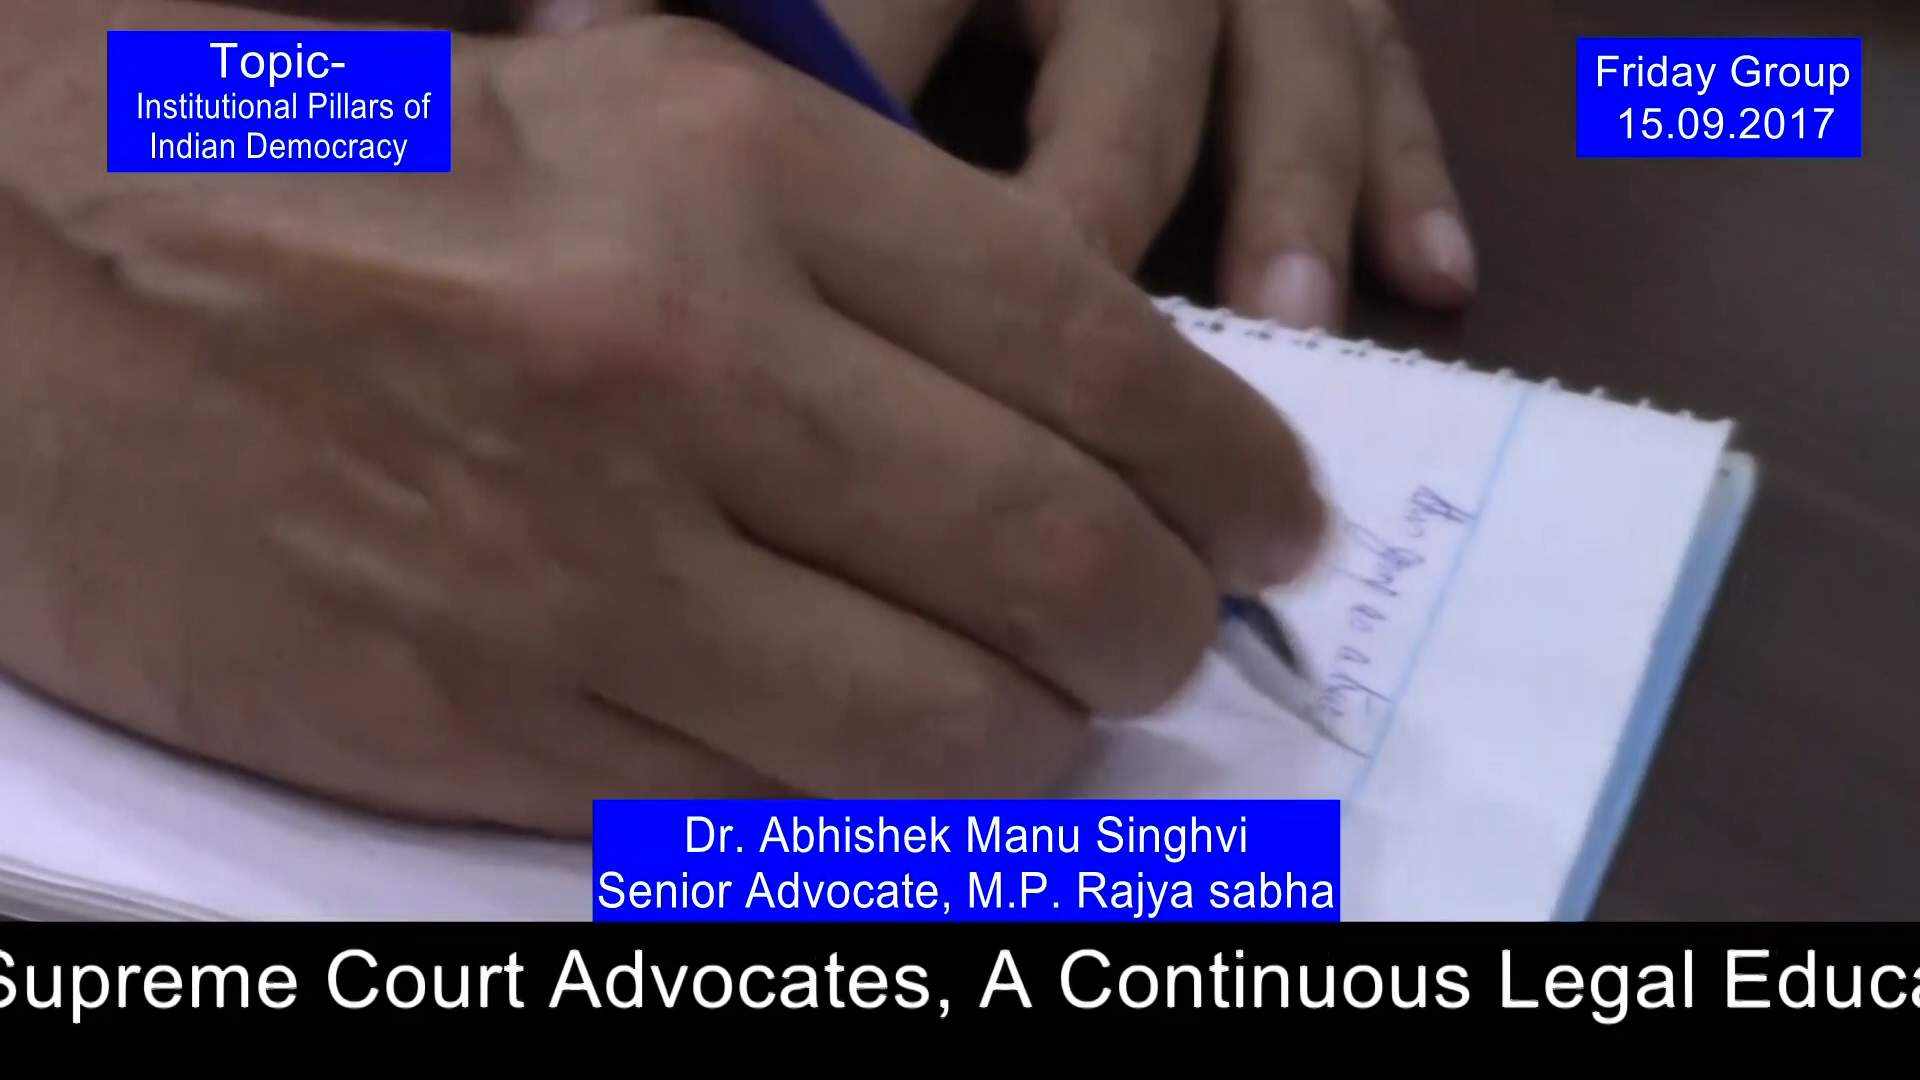 Topic-
Institutional Pillars of
Indian Democracy
Friday Group
15.09.2017
Dr. Abhishek Manu Singhvi
Senior Advocate, M.P. Rajya sabha
Supreme Court Advocates, A Continuous Legal Educa